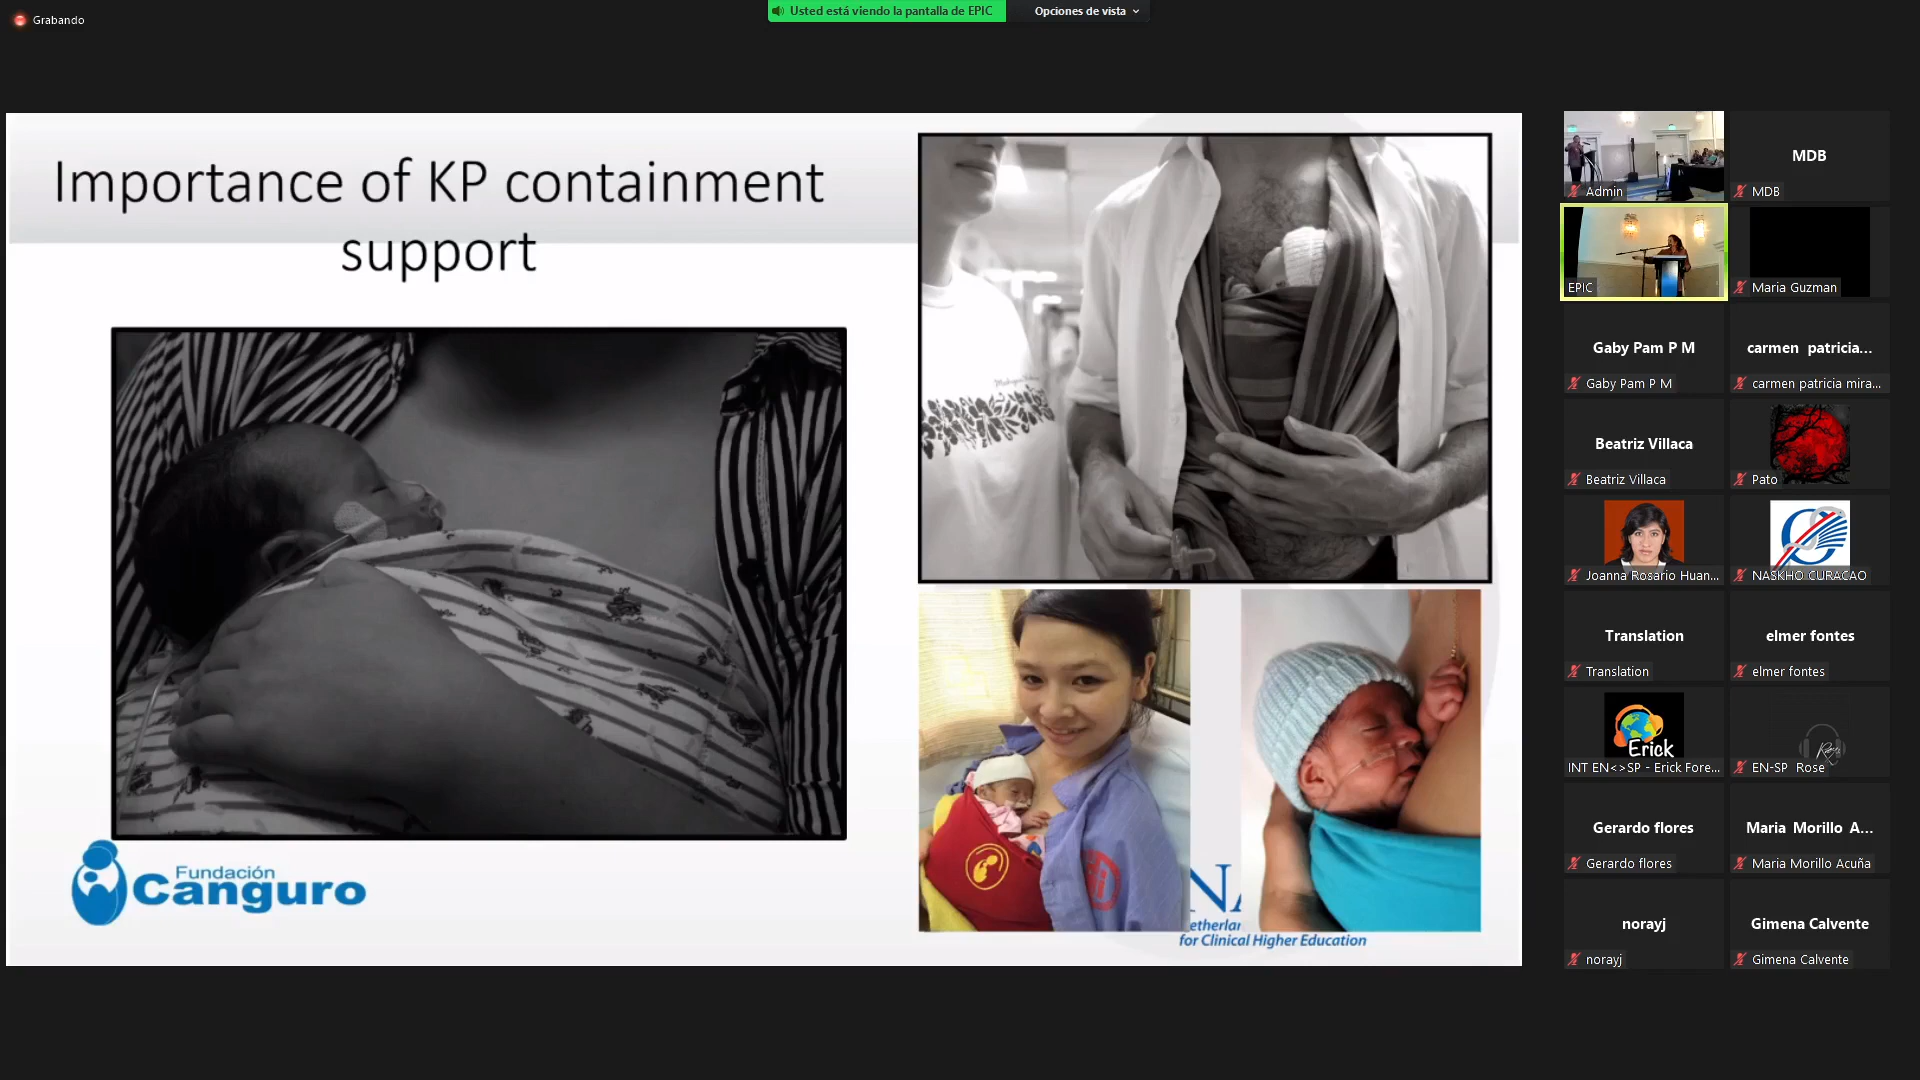 Grabando
Usted está viendo la pantalla de EPIC
Opciones de vista
Importance of KP containment
support
Fundación
Canguro
NA
etherlan
for Clinical Higher Education
Admin
MDB
MDB
EPIC
Maria Guzman
Gaby Pam P M
Gaby Pam P M
carmen patricia...
carmen patricia mira...
Beatriz Villaca
Beatriz Villaca
Pato
Joanna Rosario Huan...
NASKHO CURACAO
Translation
Translation
elmer fontes
elmer fontes
Erick
INT EN<>SP - Erick Fore...
EN-SP Rose
Gerardo flores
Gerardo flores
Maria Morillo A...
Maria Morillo Acuña
norayj
norayj
Gimena Calvente
Gimena Calvente